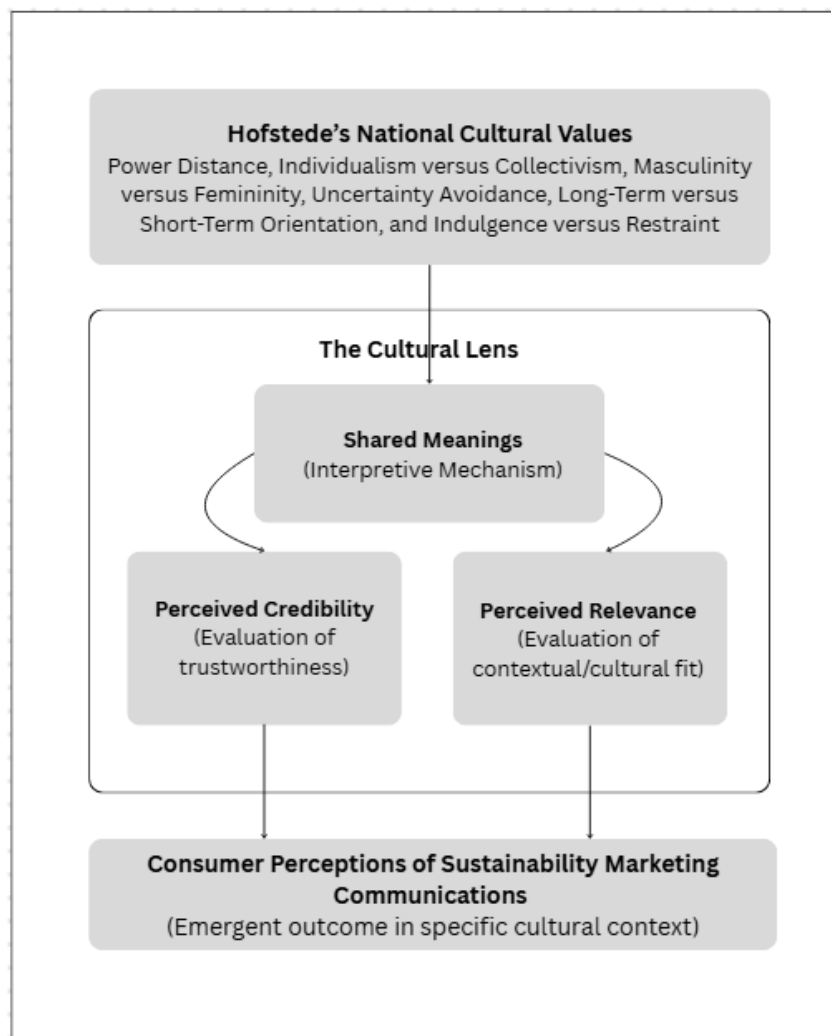 Hofstede's National Cultural Values
Power Distance, Individualism versus Collectivism, Masculinity
versus Femininity, Uncertainty Avoidance, Long-Term versus
Short-Term Orientation, and Indulgence versus Restraint
The Cultural Lens
Shared Meanings
(Interpretive Mechanism)
Perceived Credibility
(Evaluation of
trustworthiness)
Perceived Relevance
(Evaluation of
contextual/cultural fit)
Consumer Perceptions of Sustainability Marketing
Communications
(Emergent outcome in specific cultural context)